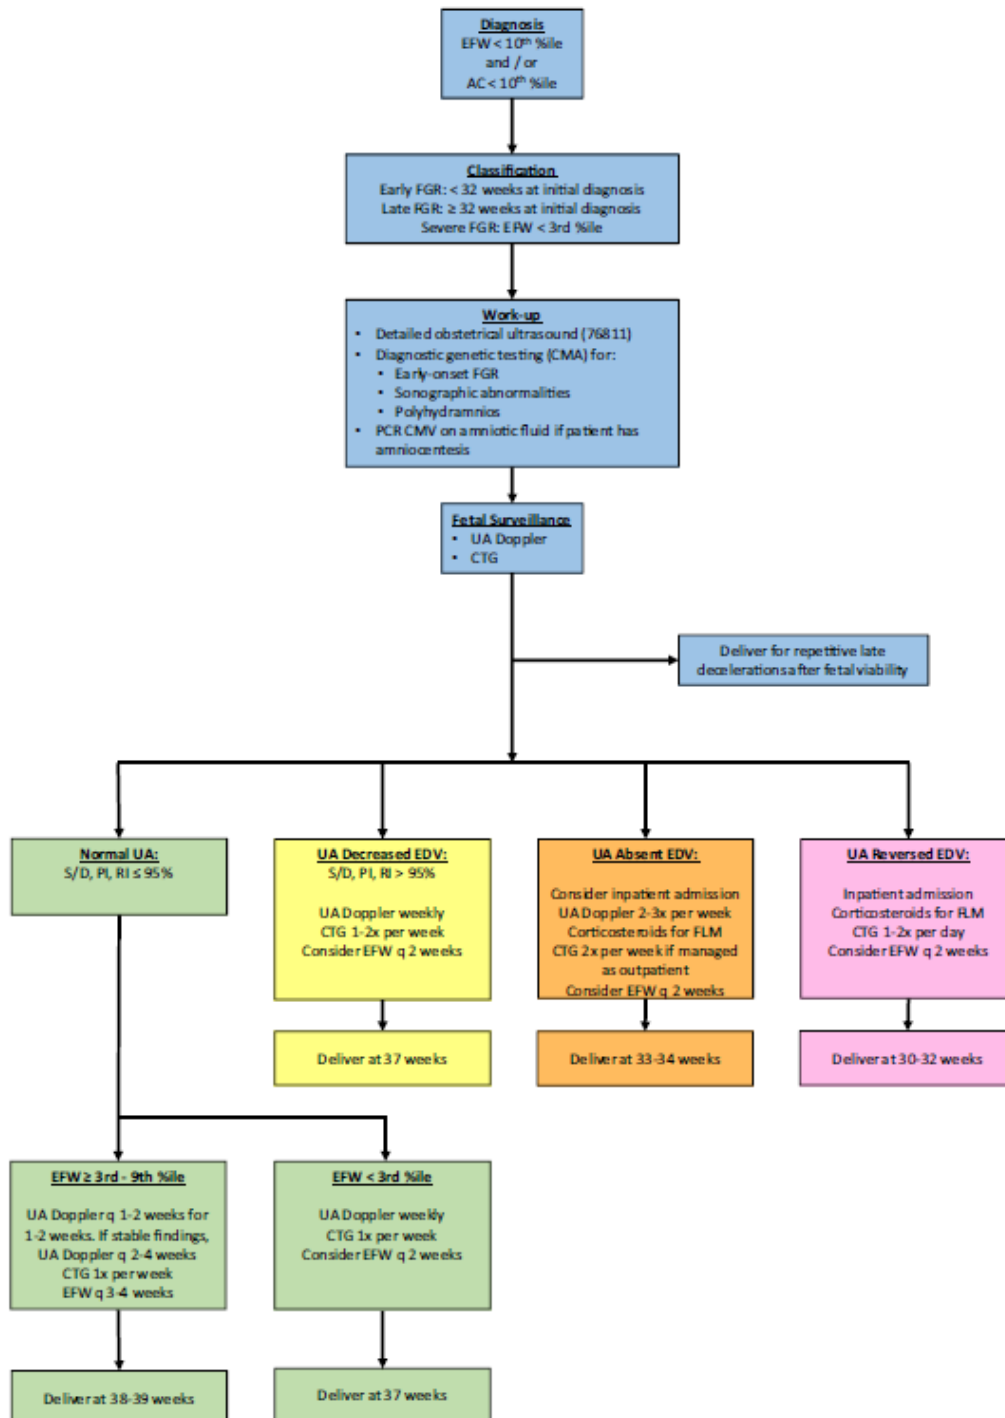 Diagnosis
EFW < 10th %ile
and / or
AC < 10th %ile
Classification
Early FGR: < 32 weeks at initial diagnosis
Late FGR: ≥ 32 weeks at initial diagnosis
Severe FGR: EFW < 3rd %ile
Work-up
• Detailed obstetrical ultrasound (76811)
• Diagnostic genetic testing (CMA) for:
• Early-onset FGR
• Sonographic abnormalities
• Polyhydramnios
• PCR CMV on amniotic fluid if patient has
amniocentesis
Fetal Surveillance
• UA Doppler
• CTG
Deliver for repetitive late
decelerations after fetal viability
Normal UA:
S/D, PI, RI ≤ 95%
UA Decreased EDV:
S/D, PI, RI > 95%
UA Doppler weekly
CTG 1-2x per week
Consider EFW q 2 weeks
UA Absent EDV:
Consider inpatient admission
UA Doppler 2-3x per week
Corticosteroids for FLM
CTG 2x per week if managed
as outpatient
Consider EFW q 2 weeks
UA Reversed EDV:
Inpatient admission
Corticosteroids for FLM
CTG 1-2x per day
Consider EFW q 2 weeks
Deliver at 37 weeks
Deliver at 33-34 weeks
Deliver at 30-32 weeks
EFW ≥ 3rd - 9th %ile
UA Doppler q 1-2 weeks for
1-2 weeks. If stable findings,
UA Doppler q 2-4 weeks
CTG 1x per week
EFW q 3-4 weeks
EFW < 3rd %ile
UA Doppler weekly
CTG 1x per week
Consider EFW q 2 weeks
Deliver at 38-39 weeks
Deliver at 37 weeks